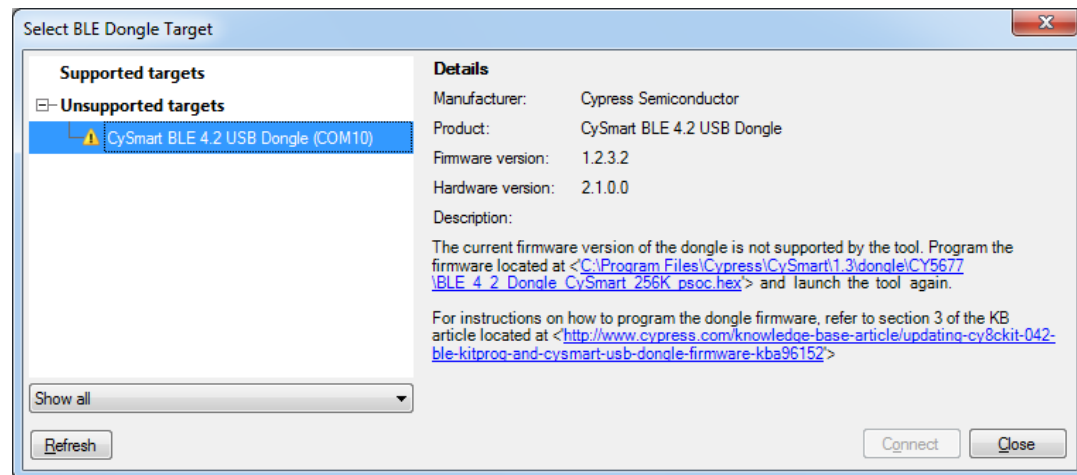 Select BLE Dongle Target
Supported targets
Unsupported targets
CySmart BLE 4.2 USB Dongle (COM10)
Show all
Refresh
Details
Manufacturer: Cypress Semiconductor
Product: CySmart BLE 4.2 USB Dongle
Firmware version: 1.2.3.2
Hardware version: 2.1.0.0
Description:
The current firmware version of the dongle is not supported by the tool. Program the
firmware located at <'C:\Program Files\Cypress\CySmart\1.3\dongle\CY5677
\BLE_4_2_Dongle_CySmart_256K_psoc.hex'> and launch the tool again.
For instructions on how to program the dongle firmware, refer to section 3 of the KB
article located at <'http://www.cypress.com/knowledge-base-article/updating-cy8ckit-042-
ble-kitprog-and-cysmart-usb-dongle-firmware-kba96152'>
Connect
Close